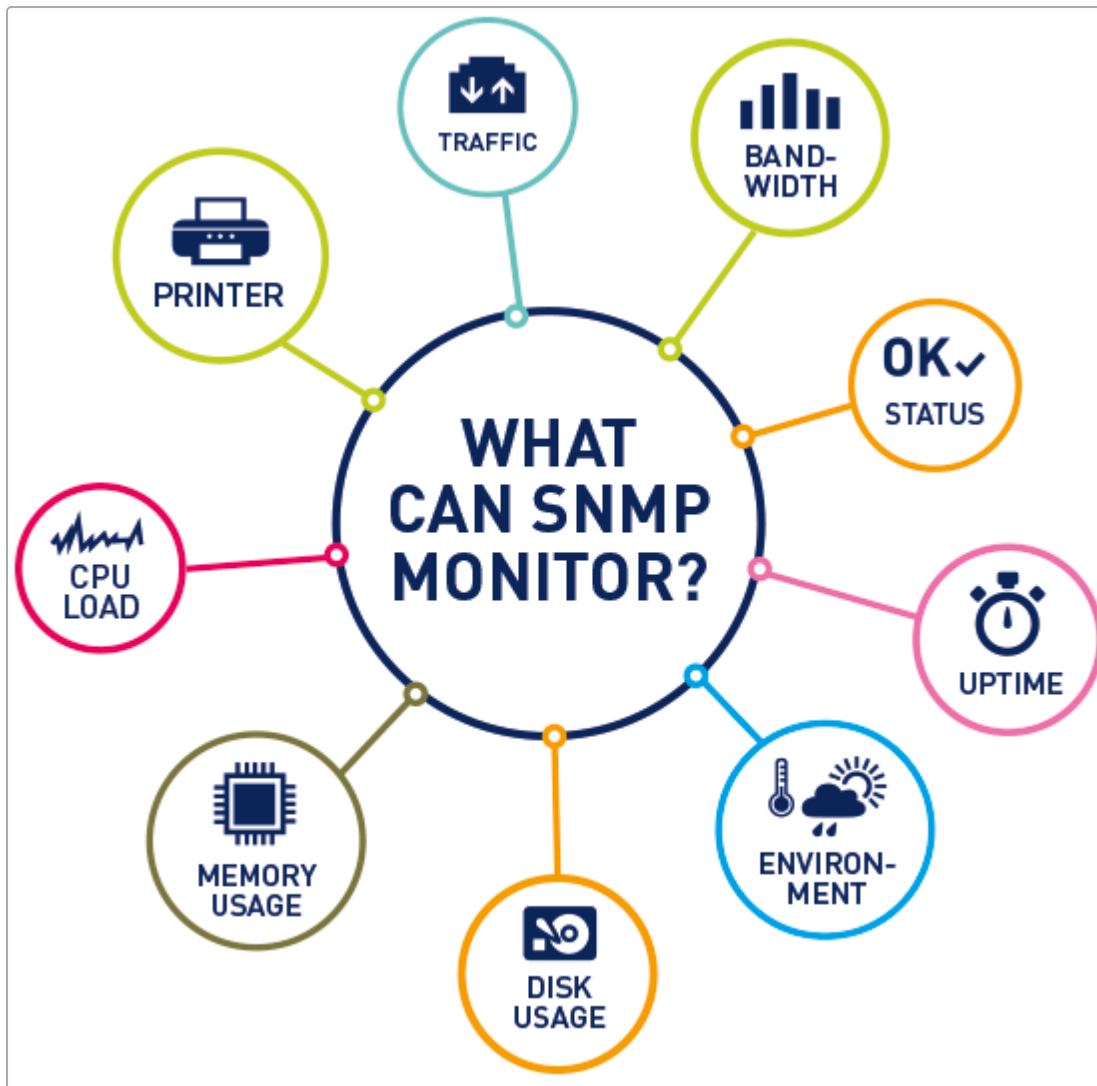 WHAT
CAN SNMP
MONITOR?
TRAFFIC
BAND-
WIDTH
OK
STATUS
UPTIME
ENVIRON-
MENT
DISK
USAGE
MEMORY
USAGE
CPU
LOAD
PRINTER